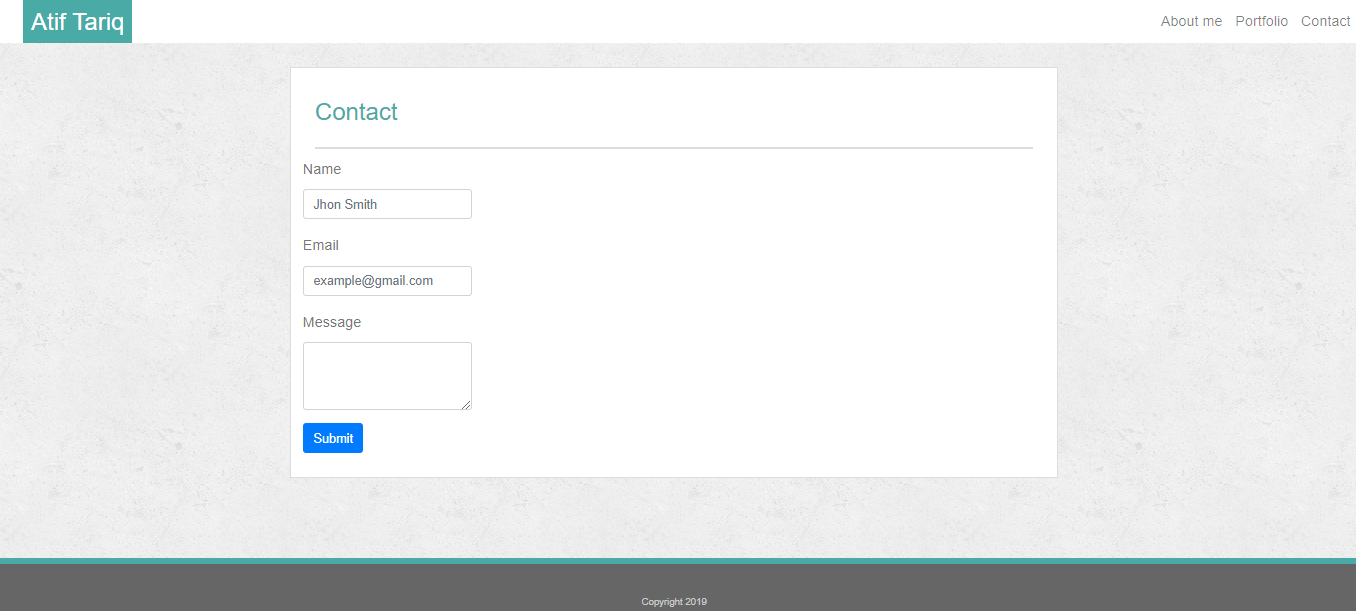 Atif Tariq
About me Portfolio Contact
Contact
Name
Jhon Smith
Email
example@gmail.com
Message
Submit
Copyright 2019